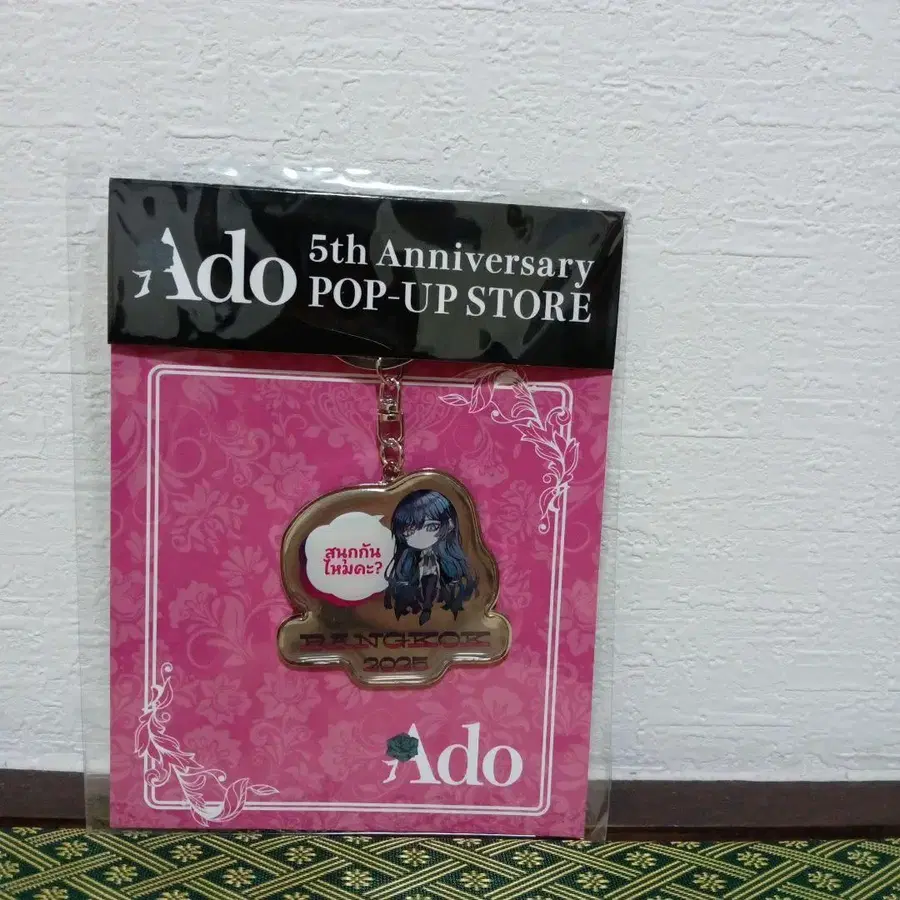 Ado
5th Anniversary
POP-UP STORE
สนุกกัน
ไหมคะ?
BANGKOK
2025
Ado